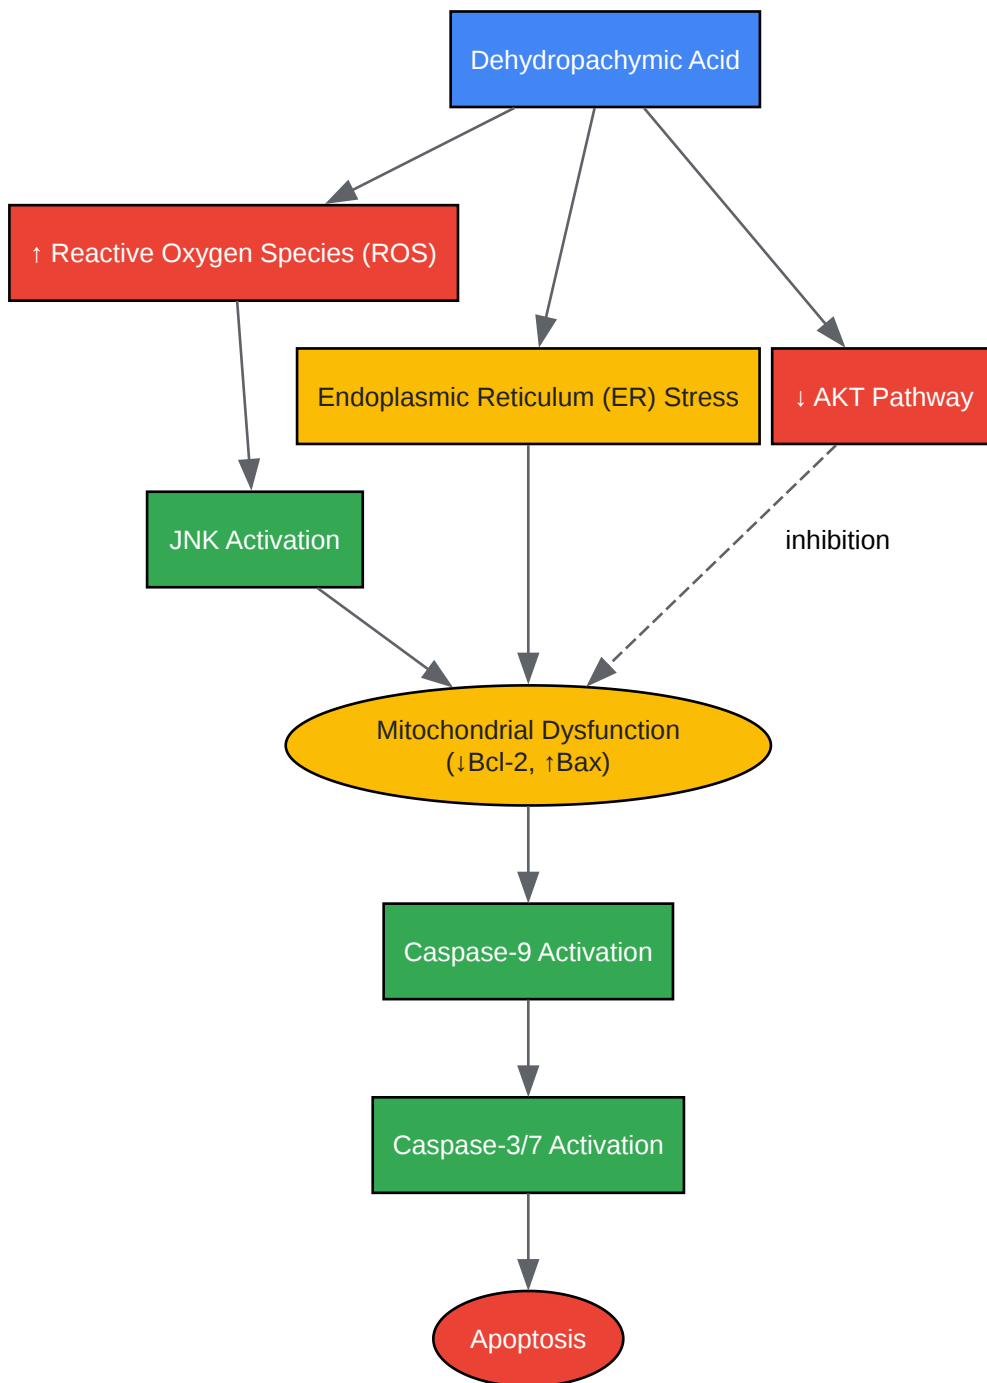 Dehydropachymic Acid
↑ Reactive Oxygen Species (ROS)
Endoplasmic Reticulum (ER) Stress
↓ AKT Pathway
JNK Activation
inhibition
Mitochondrial Dysfunction
(↓Bcl-2, ↑Bax)
Caspase-9 Activation
Caspase-3/7 Activation
Apoptosis